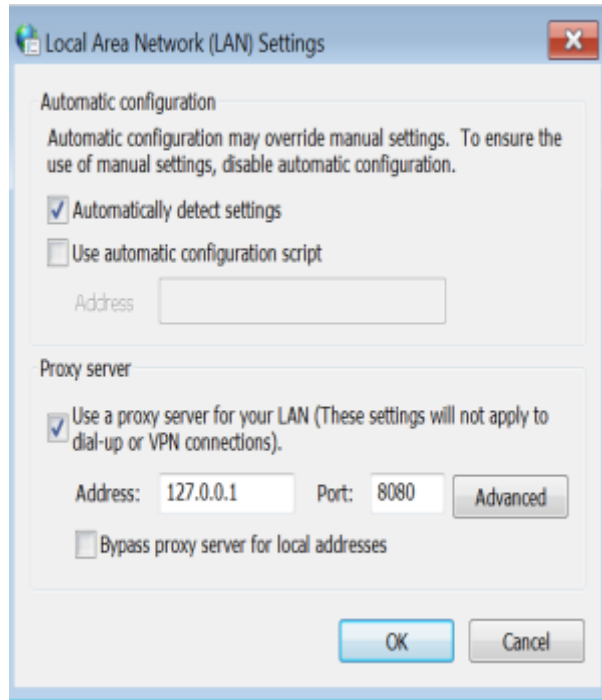 Local Area Network (LAN) Settings
Automatic configuration
Automatic configuration may override manual settings. To ensure the
use of manual settings, disable automatic configuration.
Automatically detect settings
Use automatic configuration script
Address
Proxy server
Use a proxy server for your LAN (These settings will not apply to
dial-up or VPN connections).
Address: 127.0.0.1 Port: 8080 Advanced
Bypass proxy server for local addresses
OK Cancel